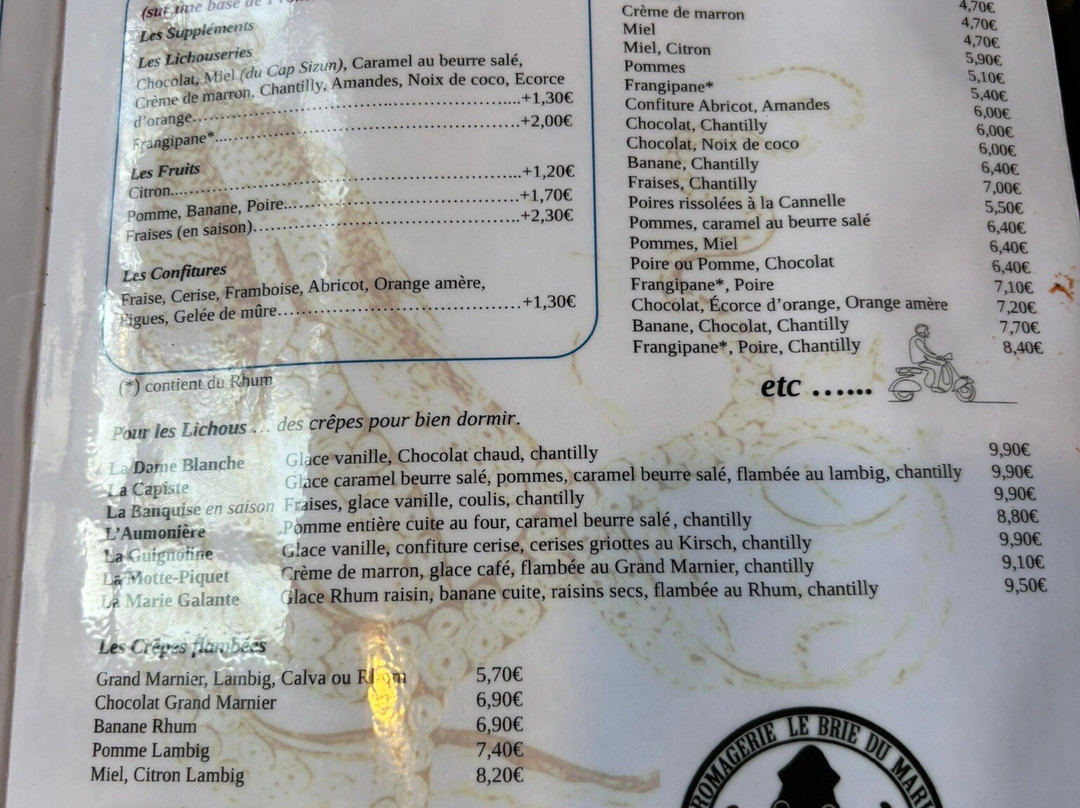 (sur une base de
Les Suppléments
Les Lichouseries
Chocolat, Miel (du Cap Sizun), Caramel au beurre salé,
Crème de marron, Chantilly, Amandes, Noix de coco, Ecorce
d'orange....................+1,30€
Frangipane*....................+2,00€
Les Fruits
Citron....................+1,20€
Pomme, Banane, Poire....................+1,70€
Fraises (en saison)....................+2,30€
Les Confitures
Fraise, Cerise, Framboise, Abricot, Orange amère,
Figues, Gelée de mûre....................+1,30€
(*) contient du Rhum
4,70€
Crème de marron 4,70€
Miel 4,70€
Miel, Citron 5,90€
Pommes 5,10€
Frangipane* 5,40€
Confiture Abricot, Amandes 6,00€
Chocolat, Chantilly 6,00€
Chocolat, Noix de coco 6,00€
Banane, Chantilly 6,40€
Fraises, Chantilly 7,00€
Poires rissolées à la Cannelle 5,50€
Pommes, caramel au beurre salé 6,40€
Pommes, Miel 6,40€
Poire ou Pomme, Chocolat 6,40€
Frangipane*, Poire 7,10€
Chocolat, Écorce d'orange, Orange amère 7,20€
Banane, Chocolat, Chantilly 7,70€
Frangipane*, Poire, Chantilly 8,40€
etc ......
Pour les Lichous ... des crêpes pour bien dormir.
La Dame Blanche Glace vanille, Chocolat chaud, chantilly 9,90€
La Capiste Glace caramel beurre salé, pommes, caramel beurre salé, flambée au lambig, chantilly 9,90€
La Banquise en saison Fraises, glace vanille, coulis, chantilly 9,90€
L'Aumonière Pomme entière cuite au four, caramel beurre salé, chantilly 8,80€
La Guignoline Glace vanille, confiture cerise, cerises griottes au Kirsch, chantilly 9,90€
La Motte-Piquet Crème de marron, glace café, flambée au Grand Marnier, chantilly 9,10€
La Marie Galante Glace Rhum raisin, banane cuite, raisins secs, flambée au Rhum, chantilly 9,50€
Les Crêpes flambées
Grand Marnier, Lambig, Calva ou Rhum 5,70€
Chocolat Grand Marnier 6,90€
Banane Rhum 6,90€
Pomme Lambig 7,40€
Miel, Citron Lambig 8,20€
FROMAGERIE LE BRIE DU